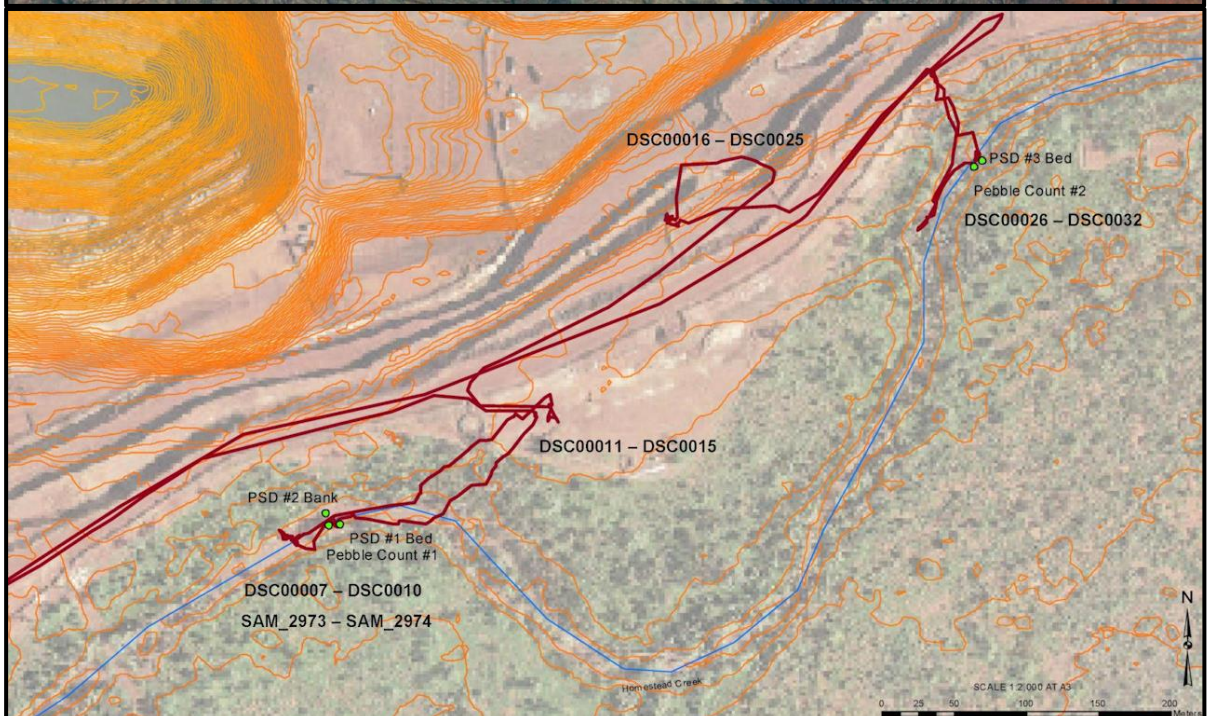 DSC00016 – DSC0025
PSD #3 Bed
Pebble Count #2
DSC00026 – DSC0032
DSC00011 – DSC0015
PSD #2 Bank
PSD #1 Bed
Pebble Count #1
DSC00007 – DSC0010
SAM_2973 – SAM_2974
N
Homestead Creek
SCALE 1:2,000 AT A3
0 25 50 100 150 200
Meters